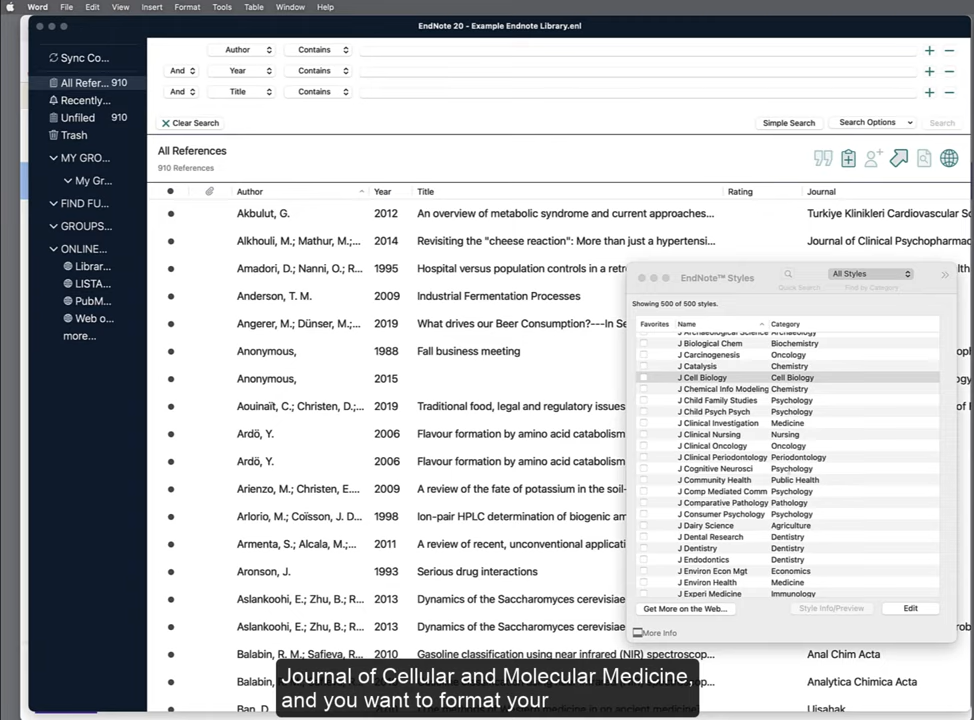 Word File Edit View Insert Format Tools Table Window Help
EndNote 20 - Example Endnote Library.enl
Sync Co...
All Refer... 910
Recently...
Unfiled 910
Trash
MY GRO...
My Gr...
FIND FU...
GROUPS...
ONLINE...
Librar...
LISTA...
PubM...
Web o...
more...
Author Contains
And Year Contains
And Title Contains
Clear Search Simple Search Search Options Search
All References
910 References
Author Year Title Rating Journal
Akbulut, G. 2012 An overview of metabolic syndrome and current approaches... Turkiye Klinikleri Cardiovascular Sc
Alkhouli, M.; Mathur, M.;... 2014 Revisiting the "cheese reaction": More than just a hypertensi... Journal of Clinical Psychopharmac
Amadori, D.; Nanni, O.; R... 1995 Hospital versus population controls in a retr
Anderson, T. M. 2009 Industrial Fermentation Processes
Angerer, M.; Dünser, M.;... 2019 What drives our Beer Consumption?---In Se
Anonymous, 1988 Fall business meeting
Anonymous, 2015
Aouinaït, C.; Christen, D.;... 2019 Traditional food, legal and regulatory issues
Ardö, Y. 2006 Flavour formation by amino acid catabolism
Ardö, Y. 2006 Flavour formation by amino acid catabolism
Arienzo, M.; Christen, E.... 2009 A review of the fate of potassium in the soil-
Arlorio, M.; Coïsson, J. D... 1998 Ion-pair HPLC determination of biogenic am
Armenta, S.; Alcala, M.;... 2011 A review of recent, unconventional applicati
Aronson, J. 1993 Serious drug interactions
Aslankoohi, E.; Zhu, B.;... 2013 Dynamics of the Saccharomyces cerevisiae
Aslankoohi, E.; Zhu, B.;... 2013 Dynamics of the Saccharomyces cerevisiae
Balabin, R. M.; Safieva, R... 2010 Gasoline classification using near infrared (NIR) spectroscop... Anal Chim Acta
Balabin, Analytica Chimica Acta
EndNote™ Styles All Styles
Quick Search Find by Category
Showing 500 of 500 styles.
Favorites Name Category
J Archaeological Science Archaeology
J Biological Chem Biochemistry
J Carcinogenesis Oncology
J Catalysis Chemistry
J Cell Biology Cell Biology
J Chemical Info Modeling Chemistry
J Child Family Studies Psychology
J Child Psych Psych Psychology
J Clinical Investigation Medicine
J Clinical Nursing Nursing
J Clinical Oncology Oncology
J Clinical Periodontology Periodontology
J Cognitive Neurosci Psychology
J Community Health Public Health
J Comp Mediated Comm Psychology
J Comparative Pathology Pathology
J Consumer Psychology Psychology
J Dairy Science Agriculture
J Dental Research Dentistry
J Dentistry Dentistry
J Endodontics Dentistry
J Environ Econ Mgt Economics
J Environ Health Medicine
J Experi Medicine Immunology
Get More on the Web... Style Info/Preview Edit
More Info
Journal of Cellular and Molecular Medicine,
and you want to format your